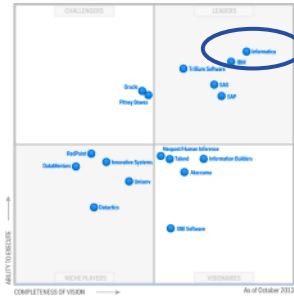 CHALLENGERS
LEADERS
Informatica
IBM
Trillium Software
SAS
SAP
Oracle
Pitney Bowes
RedPoint
DataMentors
Innovative Systems
Uniserv
Datactics
Neopost/Human Inference
Talend
Information Builders
Ataccama
X88 Software
NICHE PLAYERS
VISIONARIES
ABILITY TO EXECUTE
COMPLETENESS OF VISION
As of October 2013